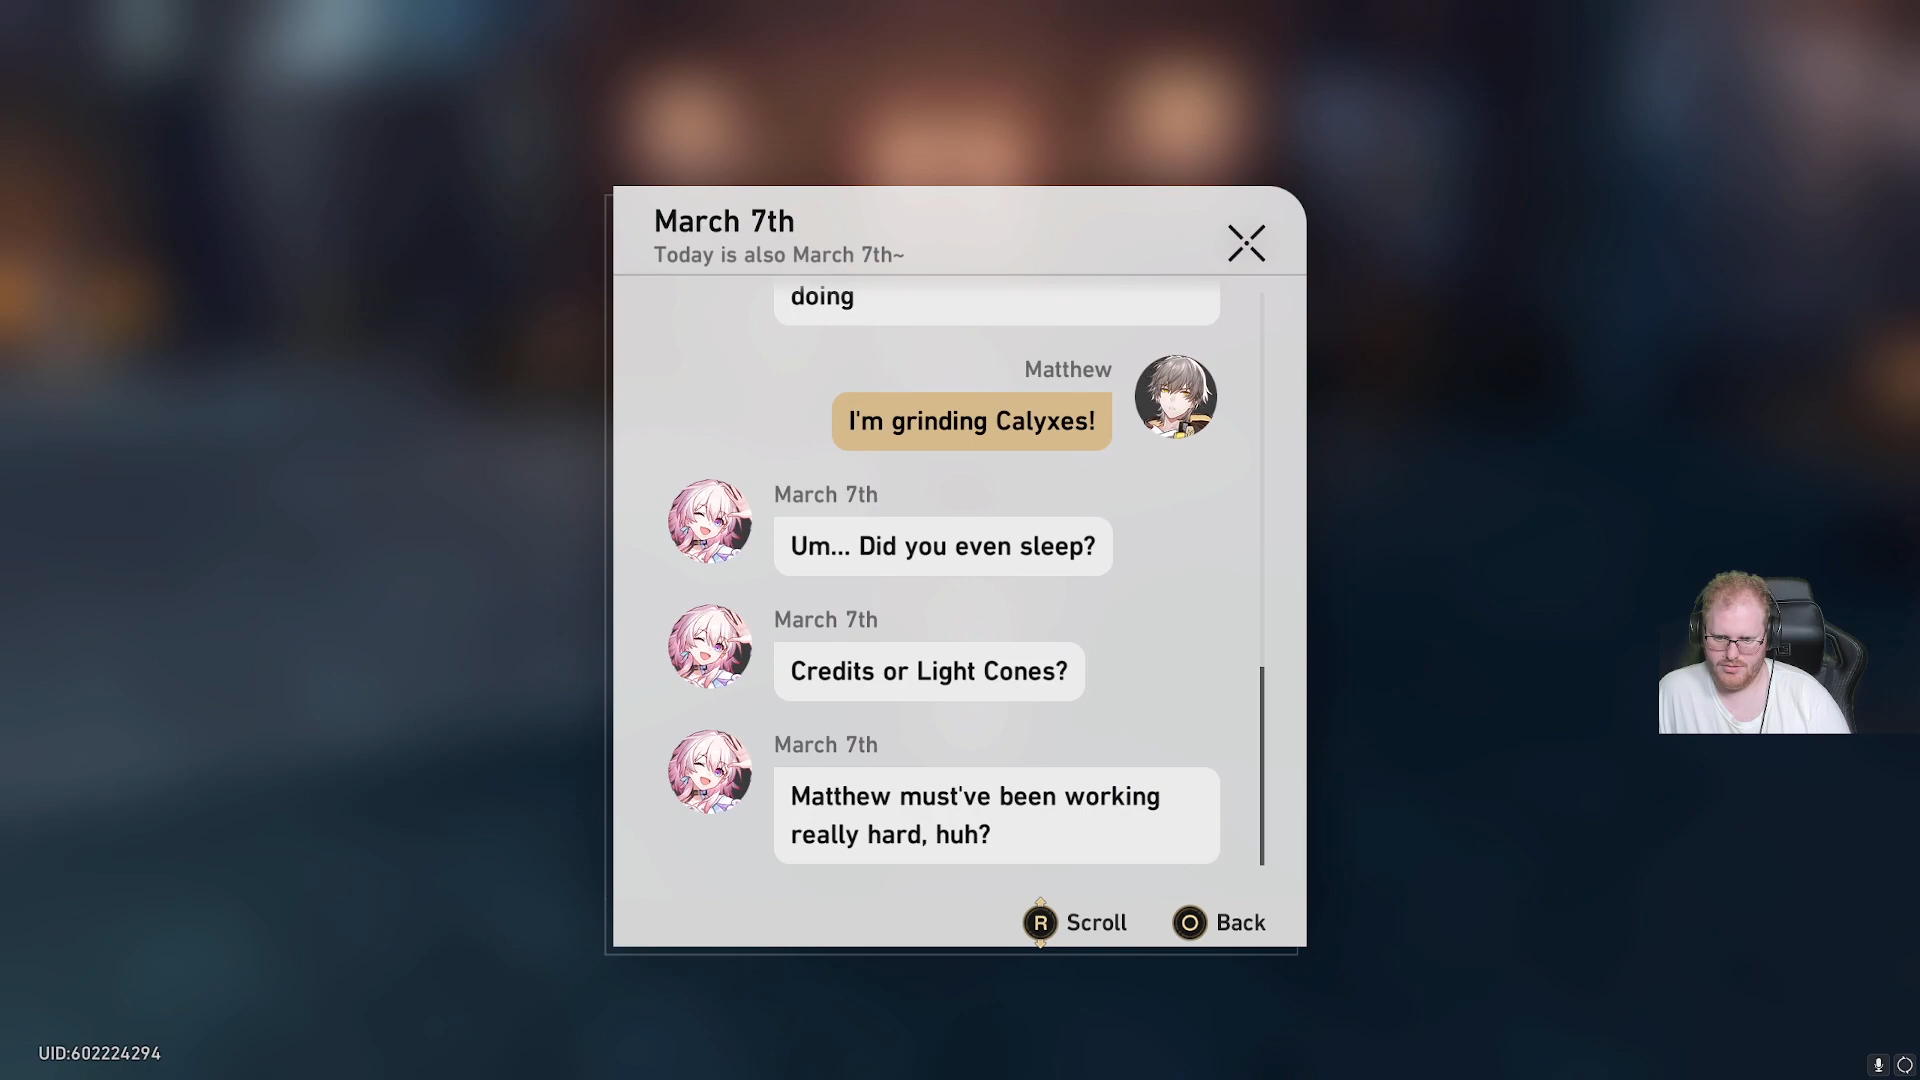 March 7th
Today is also March 7th~
doing
Matthew
I'm grinding Calyxes!
March 7th
Um... Did you even sleep?
March 7th
Credits or Light Cones?
March 7th
Matthew must've been working
really hard, huh?
R Scroll
O Back
UID:602224294